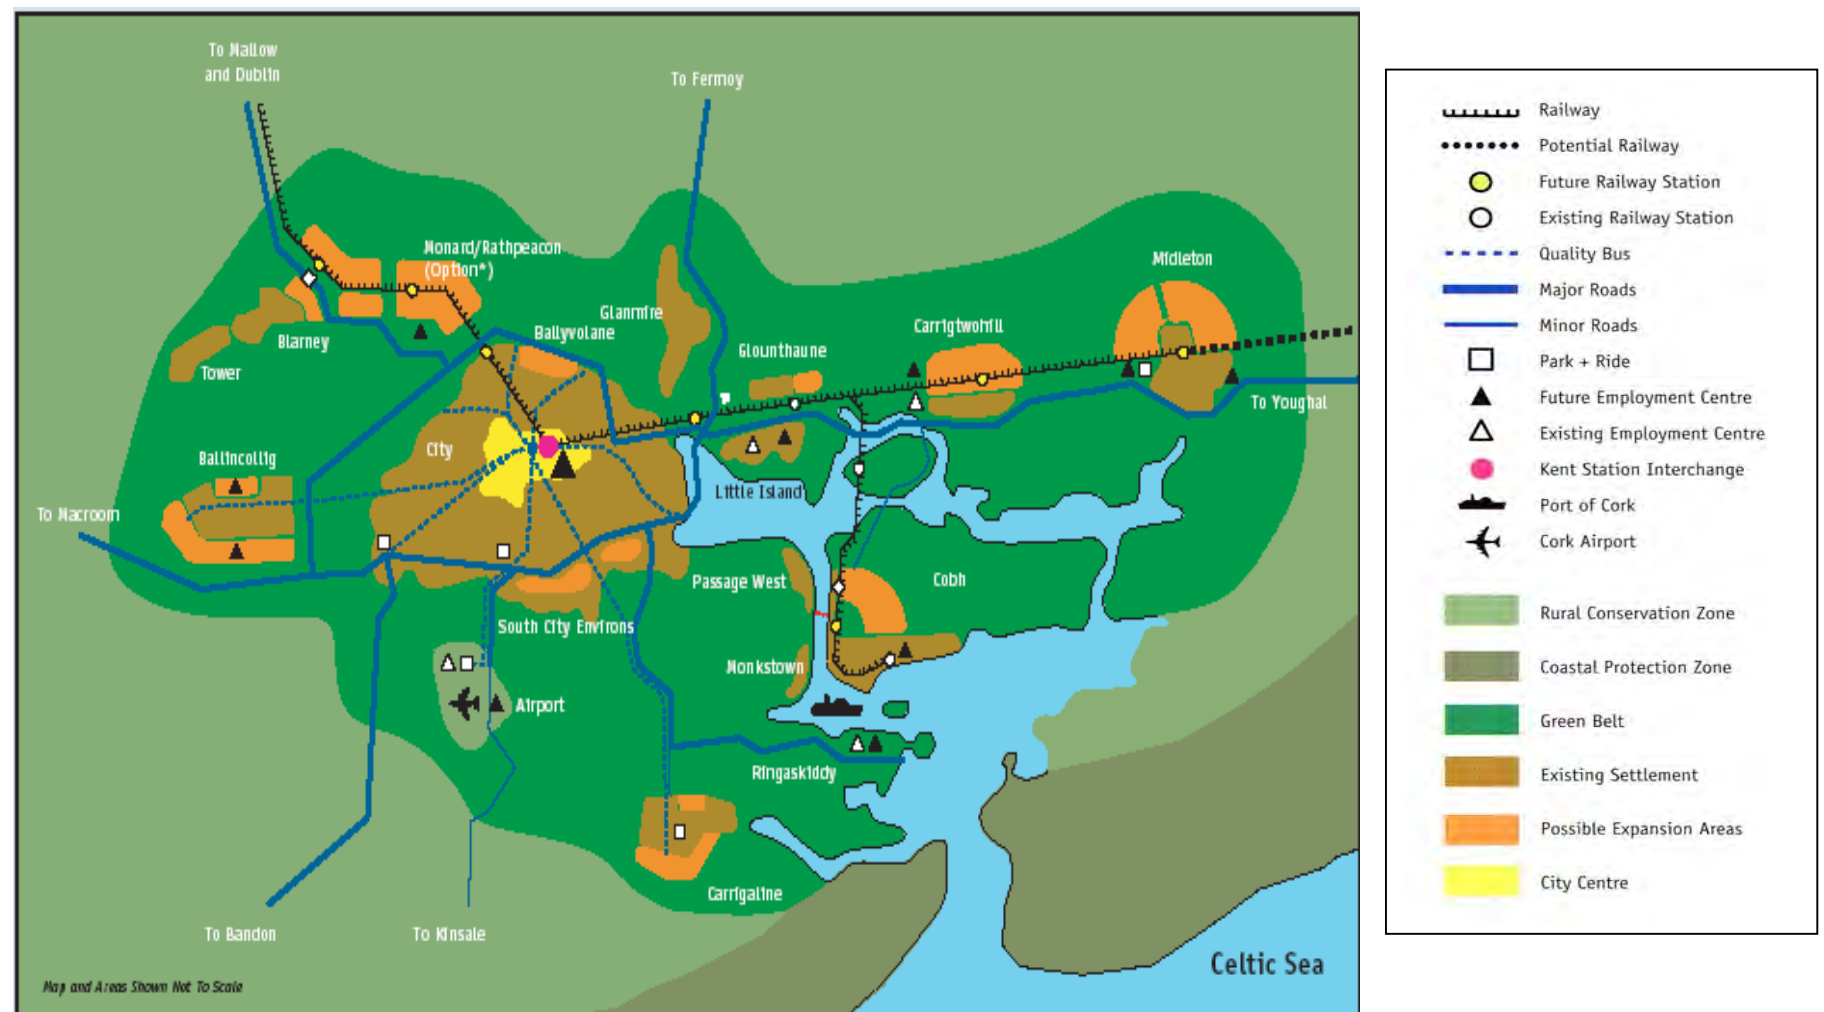 To Mallow
and Dublin
To Fermoy
Monard/Rathpeacon
(Option*)
Midleton
Glanmire
Ballyvolane
Carrigtwohill
Blarney
Glounthaune
Tower
To Youghal
City
Ballincollig
Little Island
To Macroom
Passage West
Cobh
South City Environs
Monkstown
Airport
Ringaskiddy
Carrigaline
To Bandon
To Kinsale
Celtic Sea
Map and Areas Shown Not To Scale
Railway
Potential Railway
Future Railway Station
Existing Railway Station
Quality Bus
Major Roads
Minor Roads
Park + Ride
Future Employment Centre
Existing Employment Centre
Kent Station Interchange
Port of Cork
Cork Airport
Rural Conservation Zone
Coastal Protection Zone
Green Belt
Existing Settlement
Possible Expansion Areas
City Centre